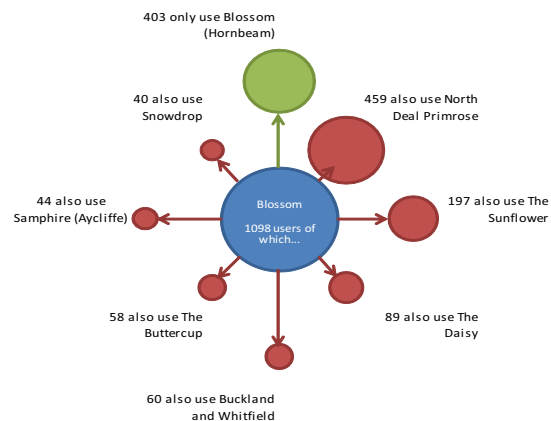 403 only use Blossom
(Hornbeam)
40 also use
Snowdrop
459 also use North
Deal Primrose
44 also use
Samphire (Aycliffe)
Blossom
1098 users of
which...
197 also use The
Sunflower
58 also use The
Buttercup
89 also use The
Daisy
60 also use Buckland
and Whitfield